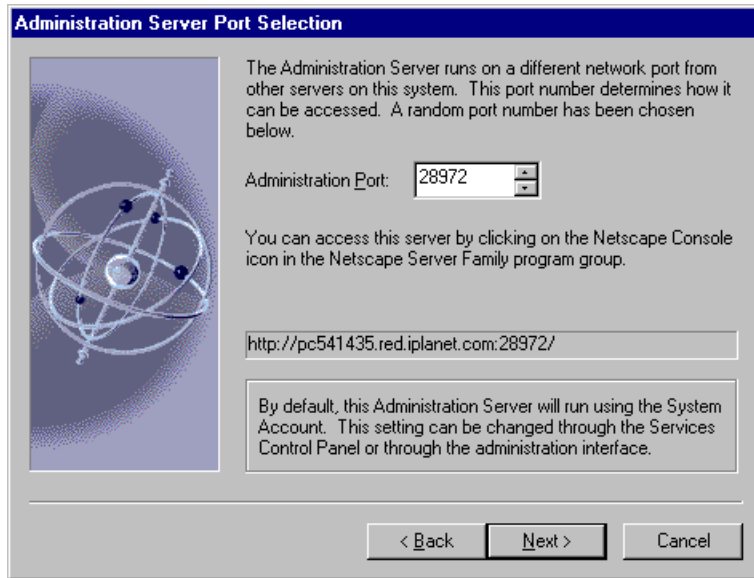 Administration Server Port Selection
The Administration Server runs on a different network port from
other servers on this system.  This port number determines how it
can be accessed.  A random port number has been chosen
below.
Administration Port: 28972
You can access this server by clicking on the Netscape Console
icon in the Netscape Server Family program group.
http://pc541435.red.iplanet.com:28972/
By default, this Administration Server will run using the System
Account.  This setting can be changed through the Services
Control Panel or through the administration interface.
< Back Next > Cancel